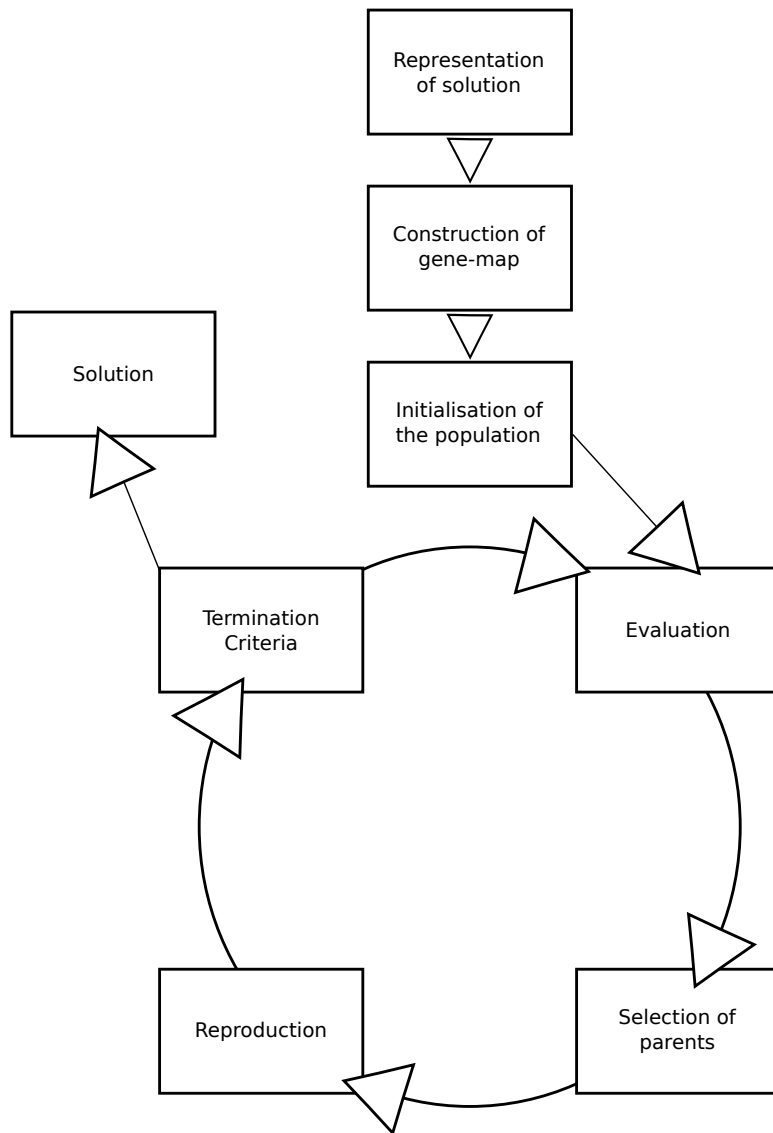 Representation
of solution
Construction of
gene-map
Solution
Initialisation of
the population
Termination
Criteria
Evaluation
Reproduction
Selection of
parents